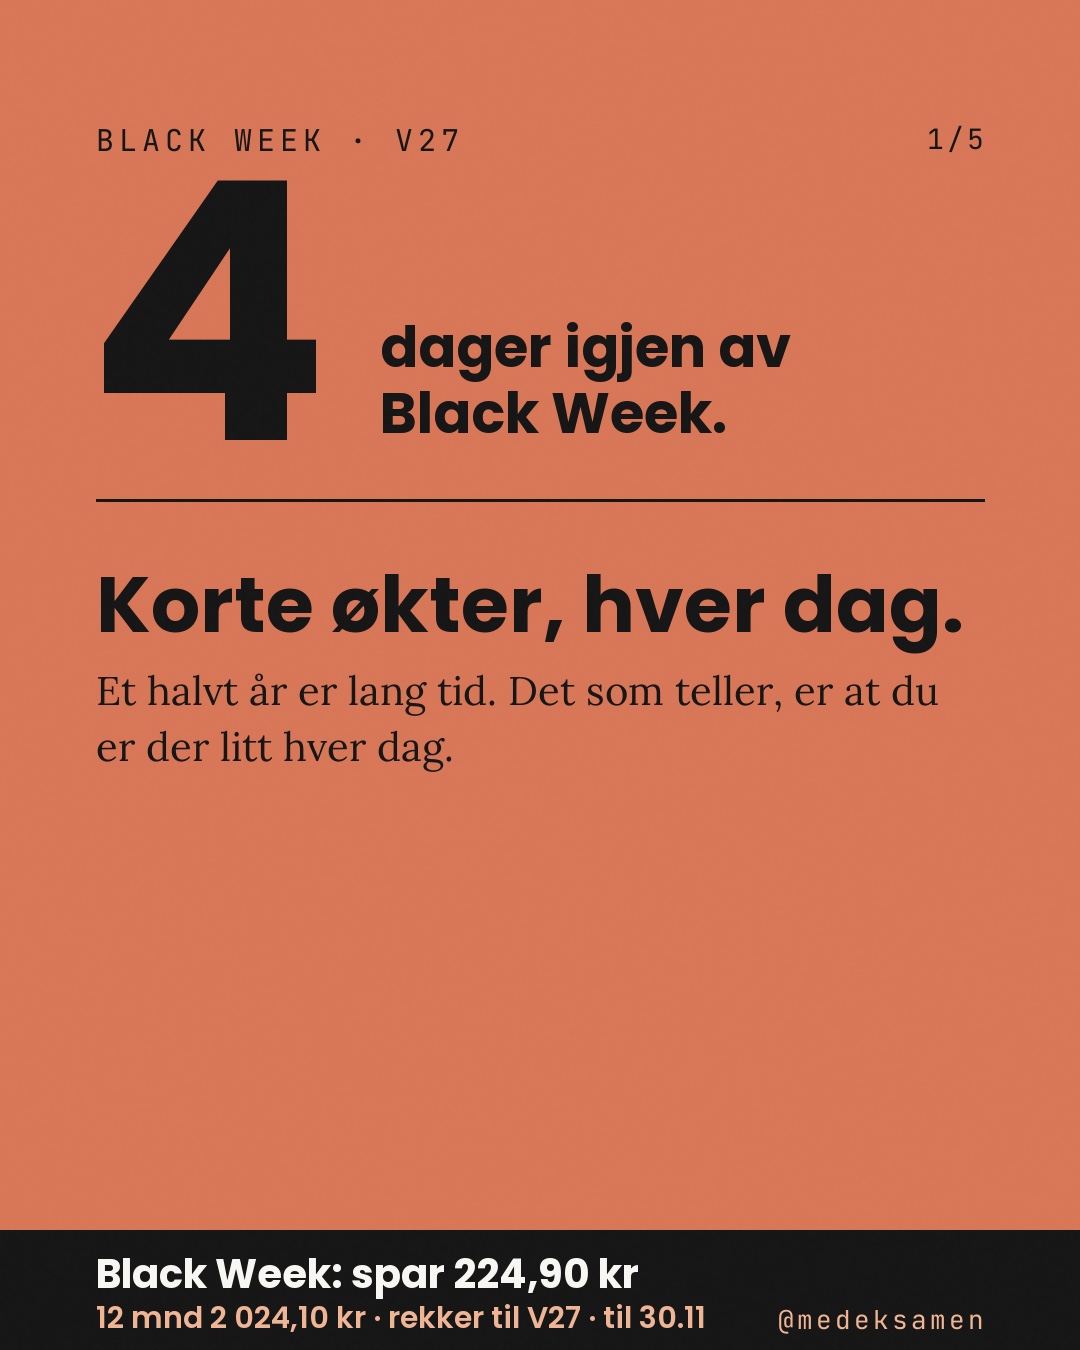 BLACK WEEK · V27
1/5
4
dager igjen av
Black Week.
Korte økter, hver dag.
Et halvt år er lang tid. Det som teller, er at du
er der litt hver dag.
Black Week: spar 224,90 kr
12 mnd 2 024,10 kr · rekker til V27 · til 30.11
@medeksamen